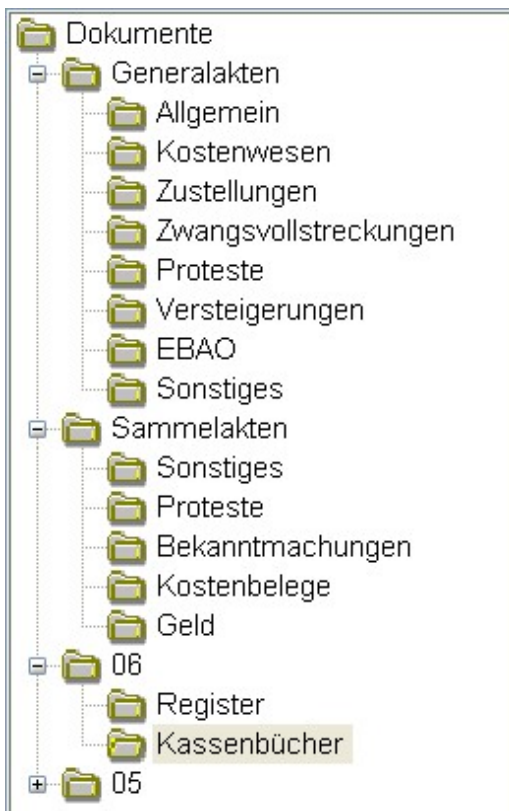 Dokumente
Generalakten
Allgemein
Kostenwesen
Zustellungen
Zwangsvollstreckungen
Proteste
Versteigerungen
EBAO
Sonstiges
Sammelakten
Sonstiges
Proteste
Bekanntmachungen
Kostenbelege
Geld
06
Register
Kassenbücher
05